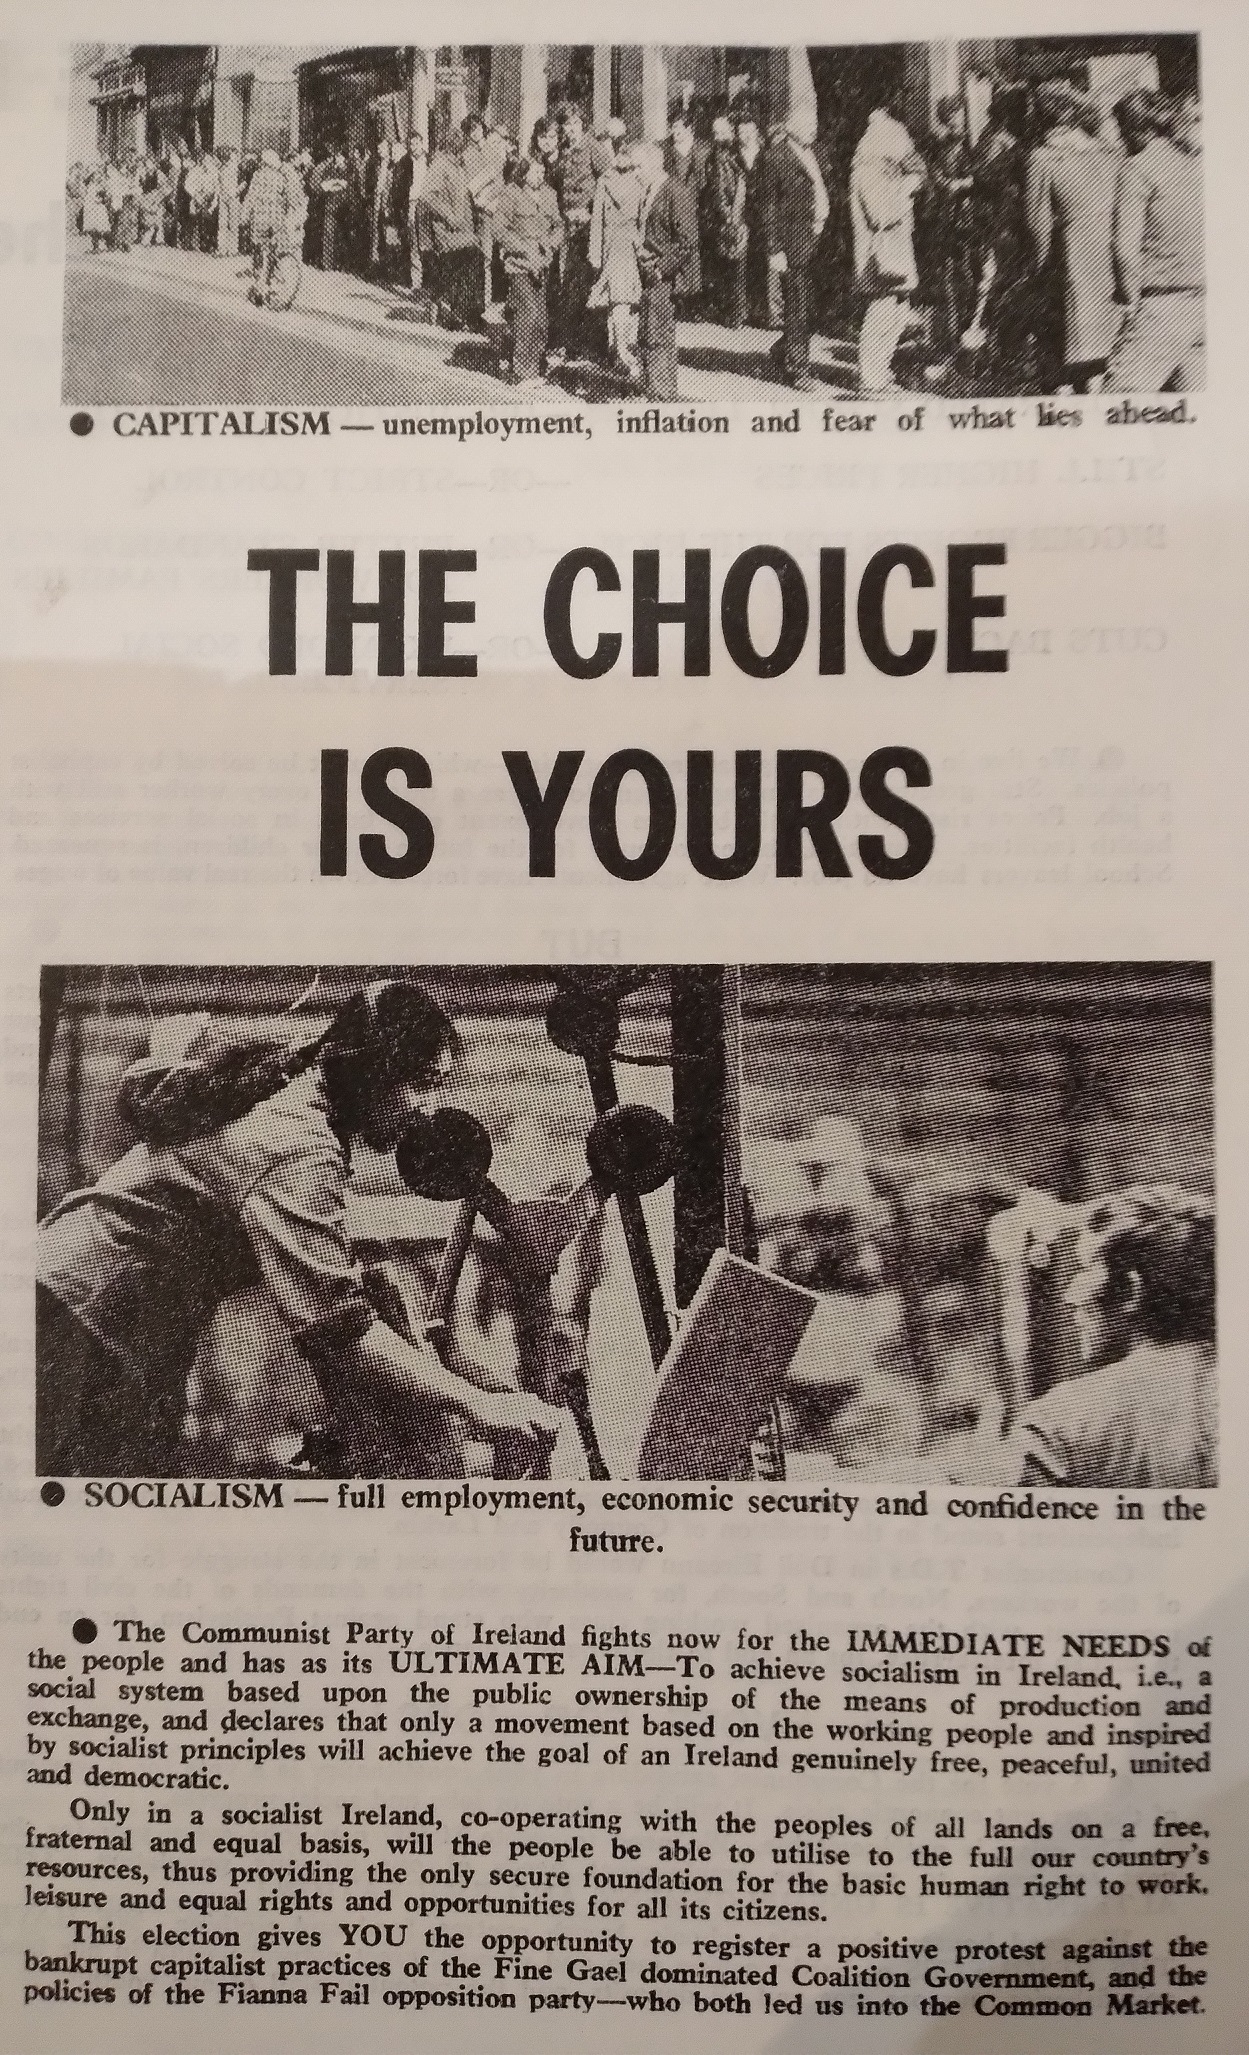 ● CAPITALISM — unemployment, inflation and fear of what lies ahead.
THE CHOICE
IS YOURS
● SOCIALISM — full employment, economic security and confidence in the
future.
● The Communist Party of Ireland fights now for the IMMEDIATE NEEDS of
the people and has as its ULTIMATE AIM—To achieve socialism in Ireland, i.e., a
social system based upon the public ownership of the means of production and
exchange, and declares that only a movement based on the working people and inspired
by socialist principles will achieve the goal of an Ireland genuinely free, peaceful, united
and democratic.
Only in a socialist Ireland, co-operating with the peoples of all lands on a free,
fraternal and equal basis, will the people be able to utilise to the full our country's
resources, thus providing the only secure foundation for the basic human right to work,
leisure and equal rights and opportunities for all its citizens.
This election gives YOU the opportunity to register a positive protest against the
bankrupt capitalist practices of the Fine Gael dominated Coalition Government, and the
policies of the Fianna Fail opposition party—who both led us into the Common Market.